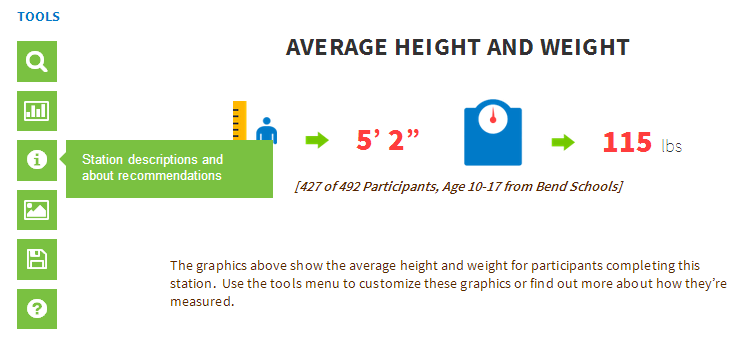 TOOLS
AVERAGE HEIGHT AND WEIGHT
5’ 2” 115 lbs
Station descriptions and
about recommendations
[427 of 492 Participants, Age 10-17 from Bend Schools]
The graphics above show the average height and weight for participants completing this
station. Use the tools menu to customize these graphics or find out more about how they’re
measured.